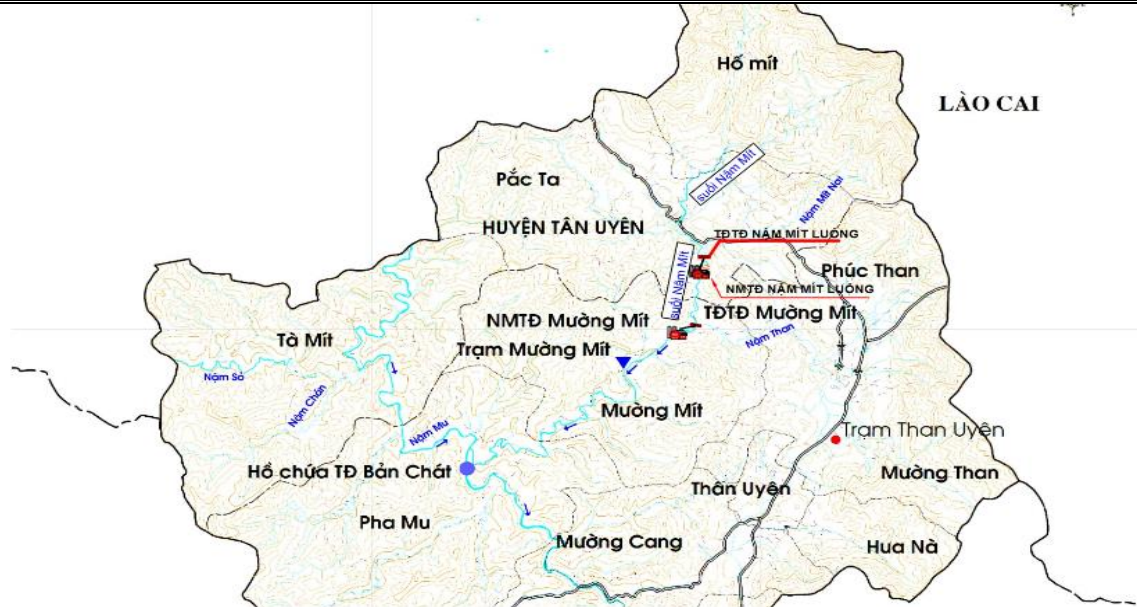 Hố mít
LÀO CAI
suối Nậm Mít
Pắc Ta
Nậm Mít Nọi
HUYỆN TÂN UYÊN
TĐTĐ NẬM MÍT LUÔNG
Phúc Than
suối Nậm Mít
NMTĐ NẬM MÍT LUÔNG
TĐTĐ Mường Mít
NMTĐ Mường Mít
Tà Mít
Nậm Than
Trạm Mường Mít
Nậm Sỏ
Nậm Chán
Mường Mít
Trạm Than Uyên
Nậm Mu
Hồ chứa TĐ Bản Chát
Mường Than
Thân Uyên
Pha Mu
Mường Cang
Hua Nà